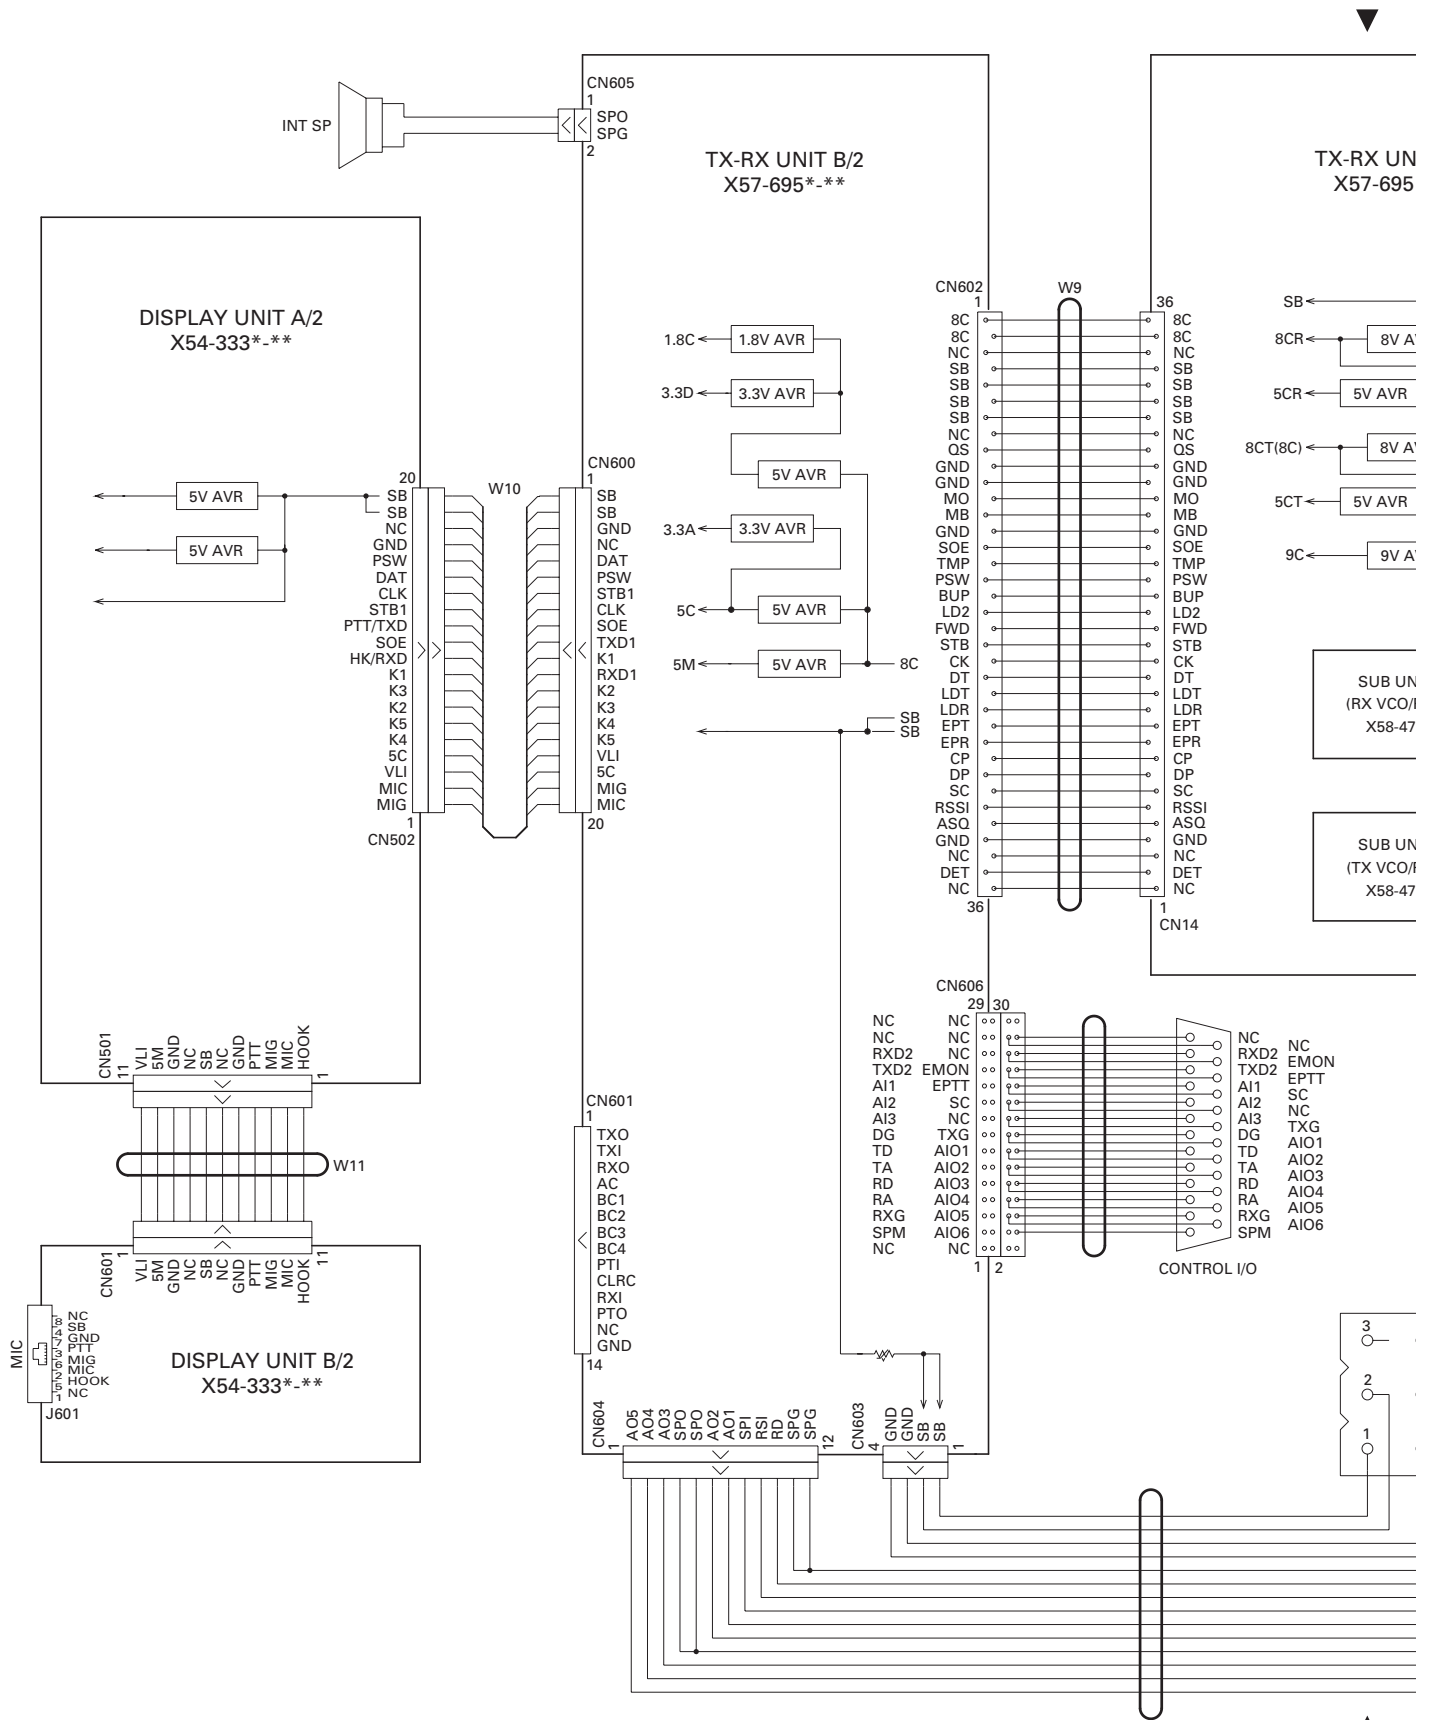 CN605
1
SPO
SPG
2
INT SP
TX-RX UNIT B/2
X57-695*-**
TX-RX UN
X57-695
DISPLAY UNIT A/2
X54-333*-**
5V AVR
5V AVR
20
SB
SB
NC
GND
PSW
DAT
CLK
STB1
PTT/TXD
SOE
HK/RXD
K1
K3
K2
K5
K4
5C
VLI
MIC
MIG
1
CN502
W10
CN600
1
SB
SB
GND
NC
DAT
PSW
STB1
CLK
SOE
TXD1
K1
RXD1
K2
K3
K4
K5
VLI
5C
MIG
MIC
20
1.8C
1.8V AVR
3.3D
3.3V AVR
5V AVR
3.3A
3.3V AVR
5C
5V AVR
5M
5V AVR
8C
SB
SB
CN602
1
8C
8C
NC
SB
SB
SB
SB
NC
QS
GND
GND
MO
MB
GND
SOE
TMP
PSW
BUP
LD2
FWD
STB
CK
DT
LDT
LDR
EPT
EPR
CP
DP
SC
RSSI
ASQ
GND
NC
DET
NC
36
W9
36
8C
8C
NC
SB
SB
SB
SB
NC
QS
GND
GND
MO
MB
GND
SOE
TMP
PSW
BUP
LD2
FWD
STB
CK
DT
LDT
LDR
EPT
EPR
CP
DP
SC
RSSI
ASQ
GND
NC
DET
NC
1
CN14
SB
8CR
8V A
5CR
5V AVR
8CT(8C)
8V A
5CT
5V AVR
9C
9V A
SUB UN
(RX VCO/
X58-47
SUB UN
(TX VCO/
X58-47
CN606
29 30
NC NC
NC NC
RXD2 NC
TXD2 EMON
AI1 EPTT
AI2 SC
AI3 NC
DG TXG
TD AIO1
TA AIO2
RD AIO3
RA AIO4
RXG AIO5
SPM AIO6
NC NC
1 2
NC
RXD2
TXD2
AI1
AI2
AI3
DG
TD
TA
RD
RA
RXG
SPM
NC
EMON
EPTT
SC
NC
TXG
AIO1
AIO2
AIO3
AIO4
AIO5
AIO6
CONTROL I/O
CN501
11
VLI
5M
GND
NC
SB
NC
GND
PTT
MIG
MIC
HOOK
1
W11
CN601
1
VLI
5M
GND
NC
SB
NC
GND
PTT
MIG
MIC
HOOK
11
MIC
8 NC
4 SB
7 GND
3 PTT
6 MIG
2 MIC
5 HOOK
1 NC
J601
DISPLAY UNIT B/2
X54-333*-**
CN601
1
TXO
TXI
RXO
AC
BC1
BC2
BC3
BC4
PTI
CLRC
RXI
PTO
NC
GND
14
CN604
1
AO5
AO4
AO3
SPO
SPO
AO2
AO1
SPI
RSI
RD
SPG
SPG
12
CN603
4
GND
GND
SB
SB
1
3
2
1